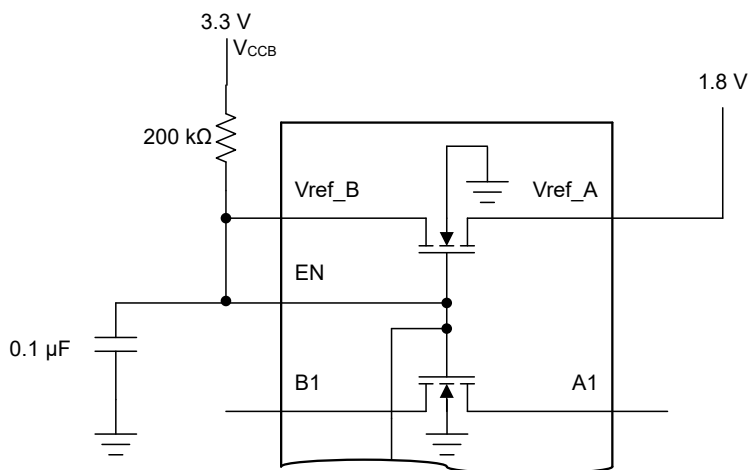 3.3 V
VCCB
1.8 V
200 kΩ
Vref_B
Vref_A
EN
0.1 µF
B1
A1